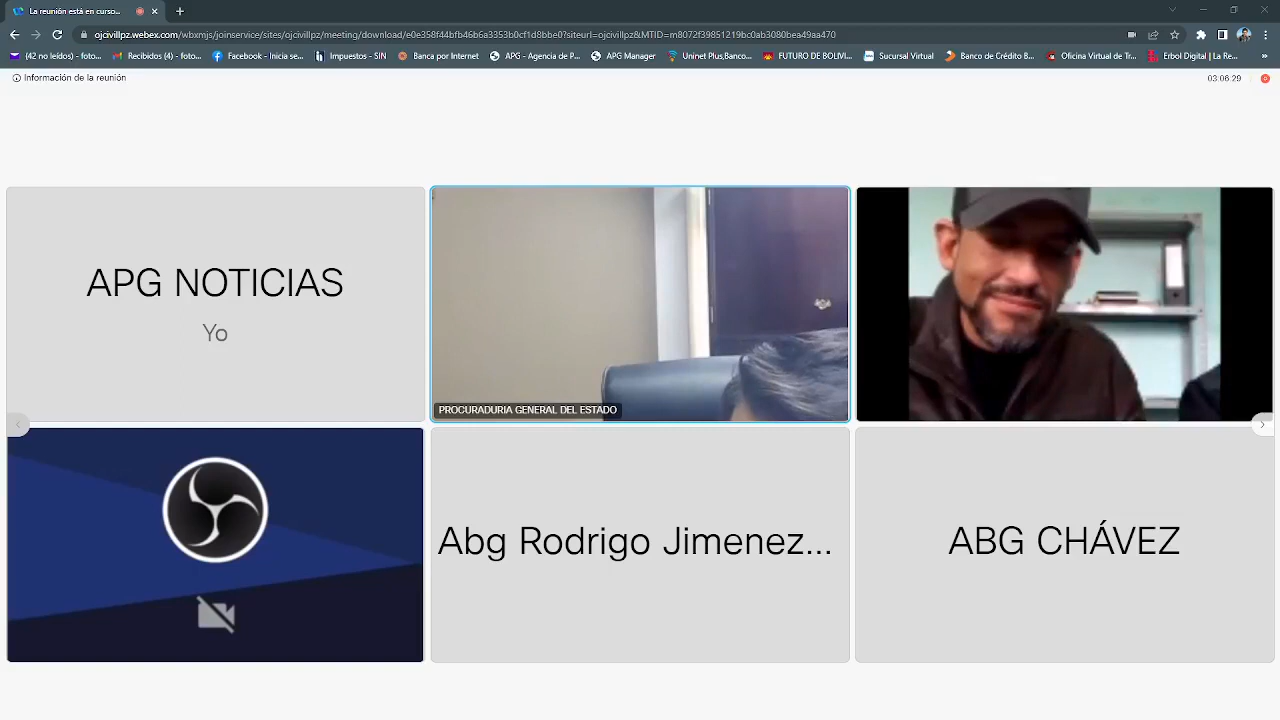 La reunión está en curso...
ojcivillpz.webex.com/wbxmjs/joinservice/sites/ojcivillpz/meeting/download/e0e358f44fb45b6a3353b0cf1d9bbe0?siteurl=ojcivillpz&MTID=m8072f39851219bc0ab3080bea49aa470
(42 no leídos) - foto... Recibidos (4) - foto... Facebook - Inicia se... Impuestos - SIN Banca por Internet APG - Agencia de P... APG Manager Uninet Plus,Banco... FUTURO DE BOLIVI... Sucursal Virtual Banco de Crédito B... Oficina Virtual de Tr... Erbol Digital | La Re...
Información de la reunión 03:06:29
APG NOTICIAS
Yo
PROCURADURIA GENERAL DEL ESTADO
Abg Rodrigo Jimenez...
ABG CHÁVEZ